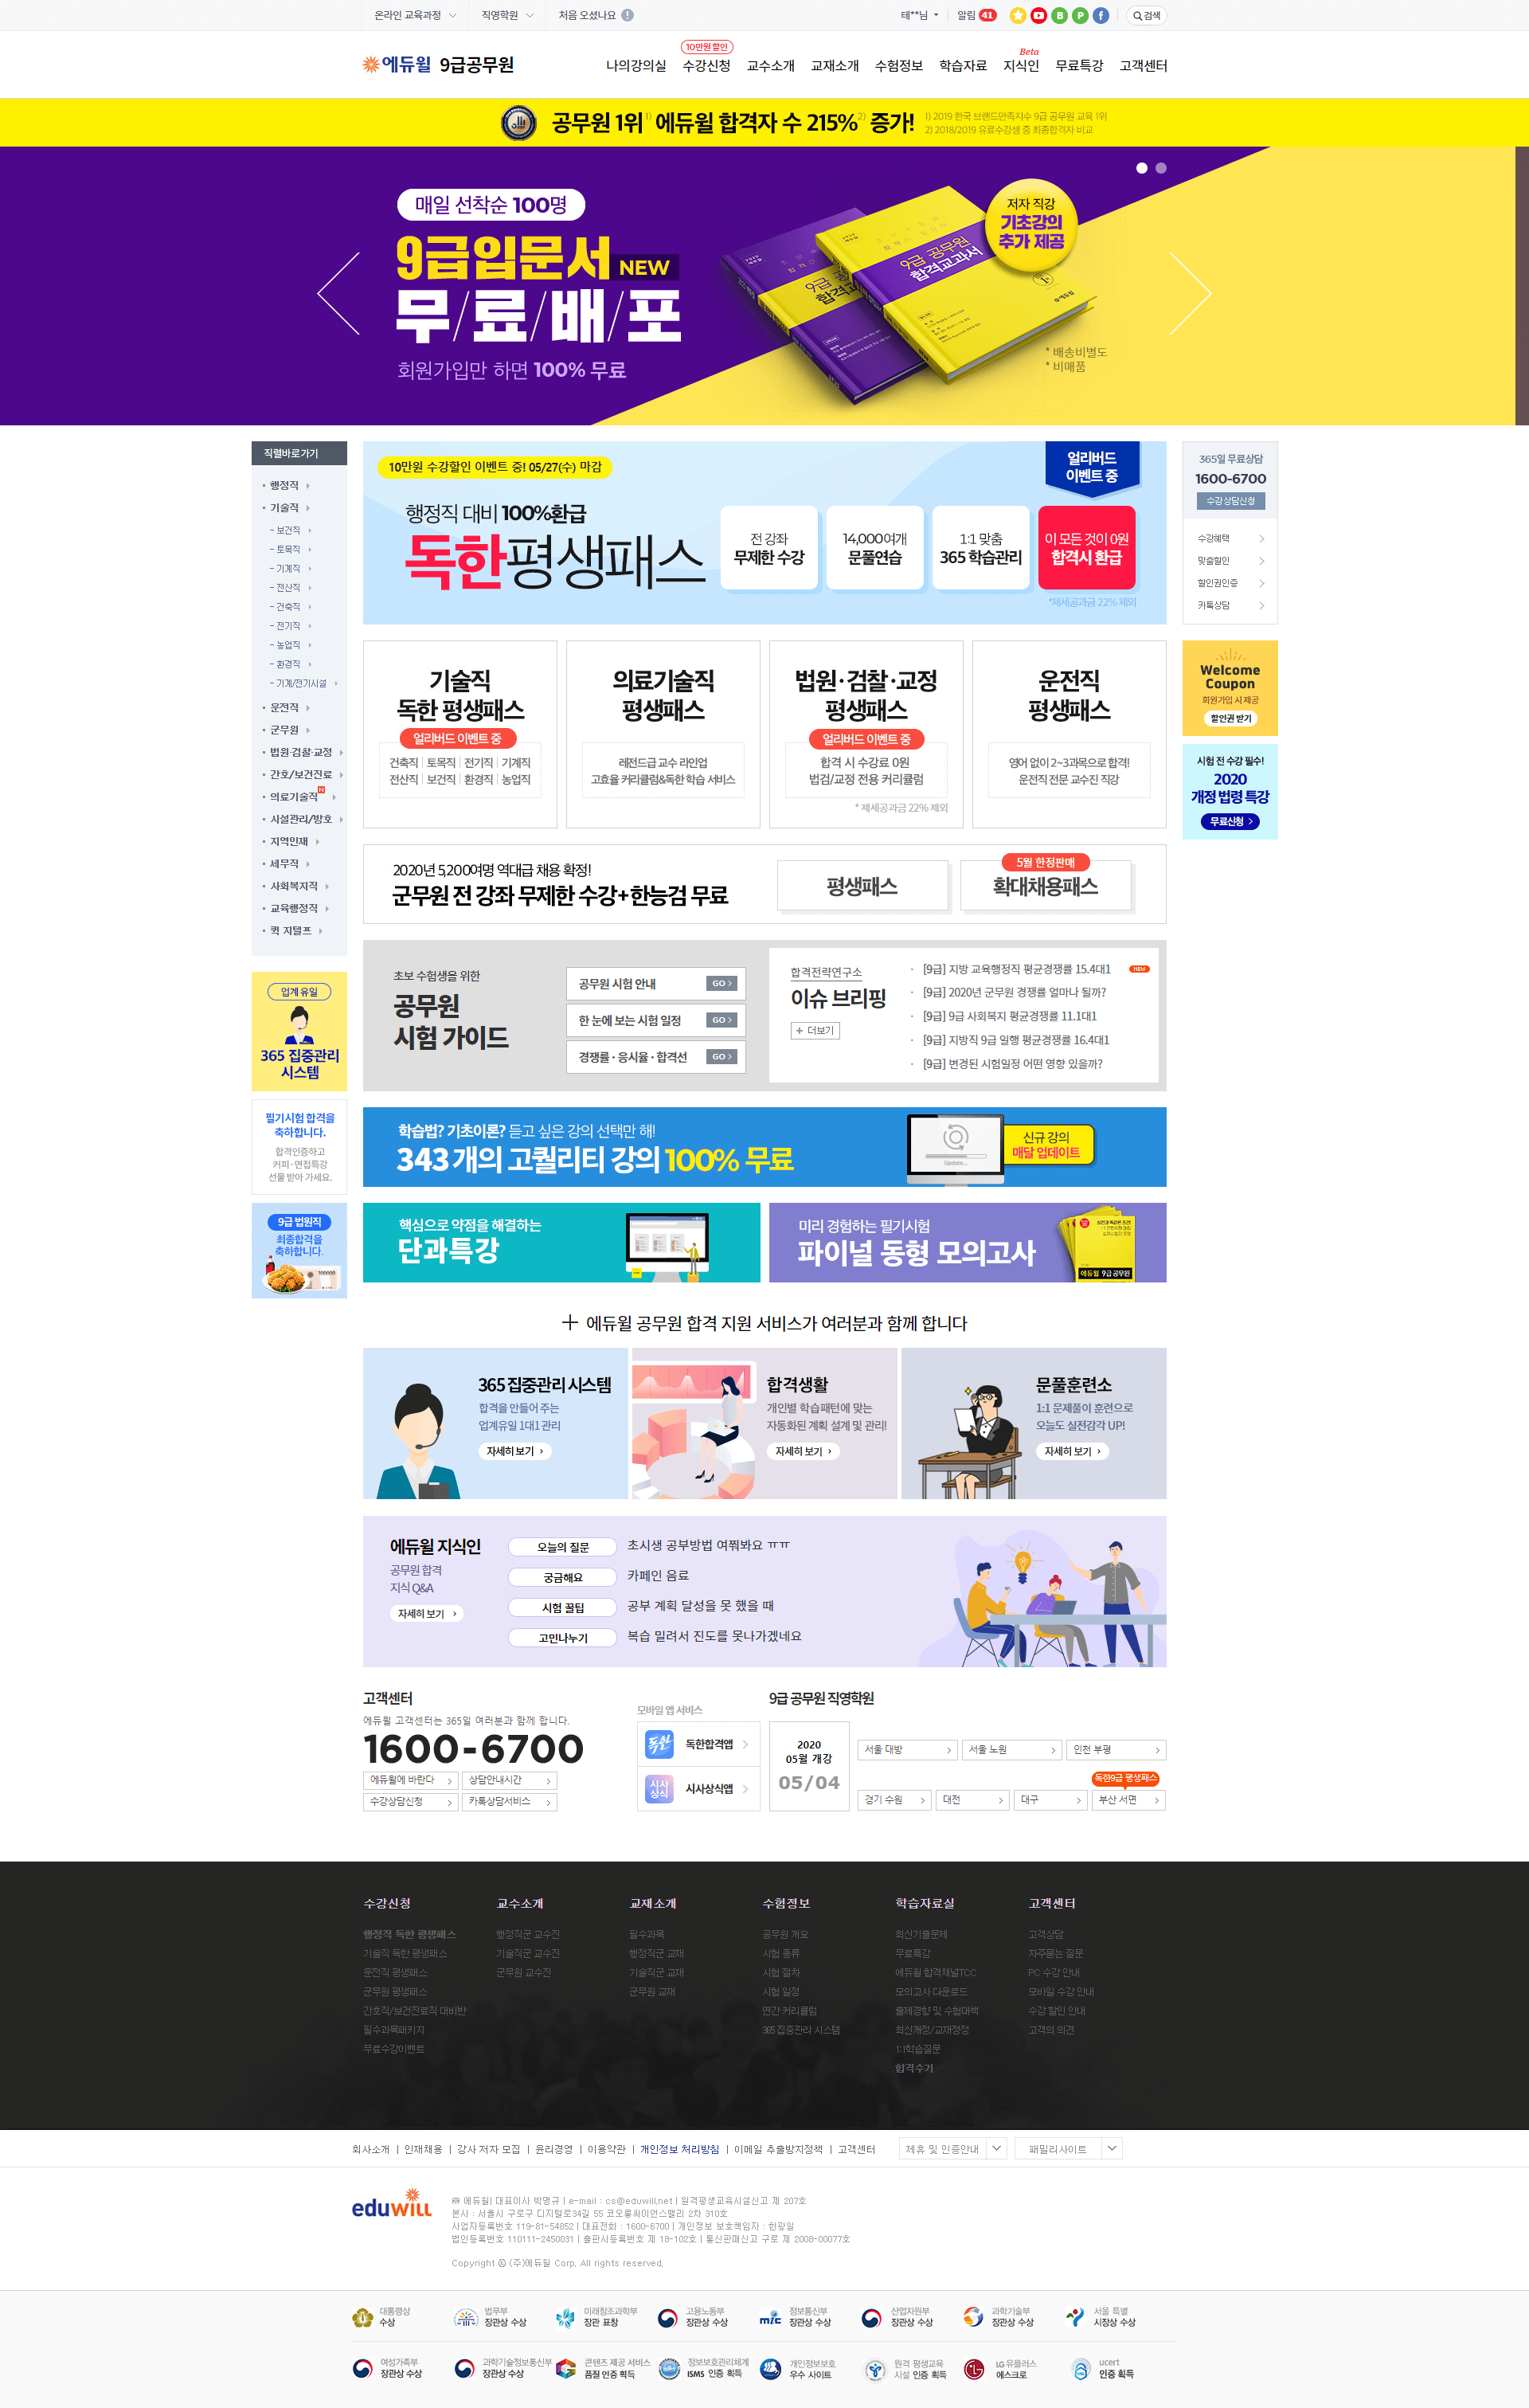 온라인 교육과정
직영학원
처음 오셨나요
테**님
알림 41
검색
에듀윌 9급공무원
10만원 할인
Beta
나의강의실 수강신청 교수소개 교재소개 수험정보 학습자료 지식인 무료특강 고객센터
공무원 1위 1) 에듀윌 합격자 수 215% 2) 증가!
1) 2019 한국 브랜드만족지수 9급 공무원 교육 1위
2) 2018/2019 유료수강생 중 최종합격자 비교
매일 선착순 100명
9급입문서 NEW
무/료/배/포
회원가입만 하면 100% 무료
저자 직강
기초강의
추가 제공
9급 공무원
합격교과서
* 배송비별도
* 비매품
직렬바로가기
행정직
기술직
- 보건직
- 토목직
- 기계직
- 전산직
- 건축직
- 전기직
- 농업직
- 환경직
- 기계/전기시설
운전직
군무원
법원·검찰·교정
간호/보건진료
의료기술직
시설관리/방호
지역인재
세무직
사회복지직
교육행정직
퀵 지텔프
업계 유일
365 집중관리
시스템
필기시험 합격을
축하합니다.
합격인증하고
커피·면접특강
선물 받아 가세요.
9급 법원직
최종합격을
축하합니다.
10만원 수강할인 이벤트 중! 05/27(수) 마감
행정직 대비 100%환급
독한평생패스
얼리버드
이벤트 중
전 강좌
무제한 수강
14,000여개
문풀연습
1:1 맞춤
365 학습관리
이 모든 것이 0원
합격시 환급
*제세공과금 22% 제외
365일 무료상담
1600-6700
수강상담신청
수강혜택
맞춤할인
할인권인증
카톡상담
Welcome
Coupon
회원가입 시 제공
할인권 받기
시험 전 수강 필수!
2020
개정 법령 특강
무료신청
기술직
독한 평생패스
얼리버드 이벤트 중
건축직 토목직 전기직 기계직
전산직 보건직 환경직 농업직
의료기술직
평생패스
레전드급 교수 라인업
고효율 커리큘럼&독한 학습 서비스
법원·검찰·교정
평생패스
얼리버드 이벤트 중
합격 시 수강료 0원
법검/교정 전용 커리큘럼
* 제세공과금 22% 제외
운전직
평생패스
영어 없이 2~3과목으로 합격!
운전직 전문 교수진 직강
2020년 5,200여명 역대급 채용 확정!
군무원 전 강좌 무제한 수강+한능검 무료
평생패스
5월 한정판매
확대채용패스
초보 수험생을 위한
공무원
시험 가이드
공무원 시험 안내 GO
한 눈에 보는 시험 일정 GO
경쟁률·응시율·합격선 GO
합격전략연구소
이슈 브리핑
+ 더보기
[9급] 지방 교육행정직 평균경쟁률 15.4대1 NEW
[9급] 2020년 군무원 경쟁률 얼마나 될까?
[9급] 9급 사회복지 평균경쟁률 11.1대1
[9급] 지방직 9급 일행 평균경쟁률 16.4대1
[9급] 변경된 시험일정 어떤 영향 있을까?
학습법? 기초이론? 듣고 싶은 강의 선택만 해!
343개의 고퀄리티 강의 100% 무료
Update...
신규 강의
매달 업데이트
핵심으로 약점을 해결하는
단과특강
미리 경험하는 필기시험
파이널 동형 모의고사
에듀윌 9급 공무원
에듀윌 공무원 합격 지원 서비스가 여러분과 함께 합니다
365 집중관리 시스템
합격을 만들어 주는
업계유일 1대1 관리
자세히 보기
합격생활
개인별 학습패턴에 맞는
자동화된 계획 설계 및 관리!
자세히 보기
문풀훈련소
1:1 문제풀이 훈련으로
오늘도 실전감각 UP!
자세히 보기
에듀윌 지식인
공무원 합격
지식 Q&A
자세히 보기
오늘의 질문 초시생 공부방법 여쭤봐요 ㅠㅠ
궁금해요 카페인 음료
시험 꿀팁 공부 계획 달성을 못 했을 때
고민나누기 복습 밀려서 진도를 못나가겠네요
고객센터
에듀윌 고객센터는 365일 여러분과 함께 합니다.
1600-6700
에듀윌에 바란다 상담안내시간
수강상담신청 카톡상담서비스
모바일 앱 서비스
독한 독한합격앱
시사상식 시사상식앱
9급 공무원 직영학원
2020
05월 개강
05/04
서울 대방 서울 노원 인천 부평
독한9급 평생패스
경기 수원 대전 대구 부산 서면
수강신청
행정직 독한 평생패스
기술직 독한 평생패스
운전직 평생패스
군무원 평생패스
간호직/보건진료직 대비반
필수과목패키지
무료수강이벤트
교수소개
행정직군 교수진
기술직군 교수진
군무원 교수진
교재소개
필수과목
행정직군 교재
기술직군 교재
군무원 교재
수험정보
공무원 개요
시험 종류
시험 절차
시험 일정
연간 커리큘럼
365 집중관리 시스템
학습자료실
최신기출문제
무료특강
에듀윌 합격채널TCC
모의고사 다운로드
출제경향 및 수험대책
최신개정/교재정정
1:1학습질문
합격수기
고객센터
고객상담
자주묻는 질문
PC 수강 안내
모바일 수강 안내
수강 할인 안내
고객의 의견
회사소개 | 인재채용 | 강사·저자 모집 | 윤리경영 | 이용약관 | 개인정보 처리방침 | 이메일 추출방지정책 | 고객센터
제휴 및 인증안내
패밀리사이트
eduwill
㈜ 에듀윌 | 대표이사 박명규 | e-mail : cs@eduwill.net | 원격평생교육시설신고 제 207호
본사 : 서울시 구로구 디지털로34길 55 코오롱싸이언스밸리 2차 310호
사업자등록번호 119-81-54852 | 대표전화 : 1600-6700 | 개인정보 보호책임자 : 한광일
법인등록번호 110111-2450031 | 출판사등록번호 제 18-102호 | 통신판매신고 구로 제 2008-00077호
Copyright ⓒ (주)에듀윌 Corp. All rights reserved.
대통령상
수상
법무부
장관상 수상
미래창조과학부
장관 표창
고용노동부
장관상 수상
mic
정보통신부
장관상 수상
산업자원부
장관상 수상
과학기술부
장관상 수상
서울 특별
시장상 수상
여성가족부
장관상 수상
과학기술정보통신부
장관상 수상
콘텐츠 제공 서비스
품질 인증 획득
정보보호관리체계
ISMS 인증 획득
개인정보보호
우수 사이트
원격 평생교육
시설 인증 획득
LG유플러스
에스크로
ucert
인증 획득